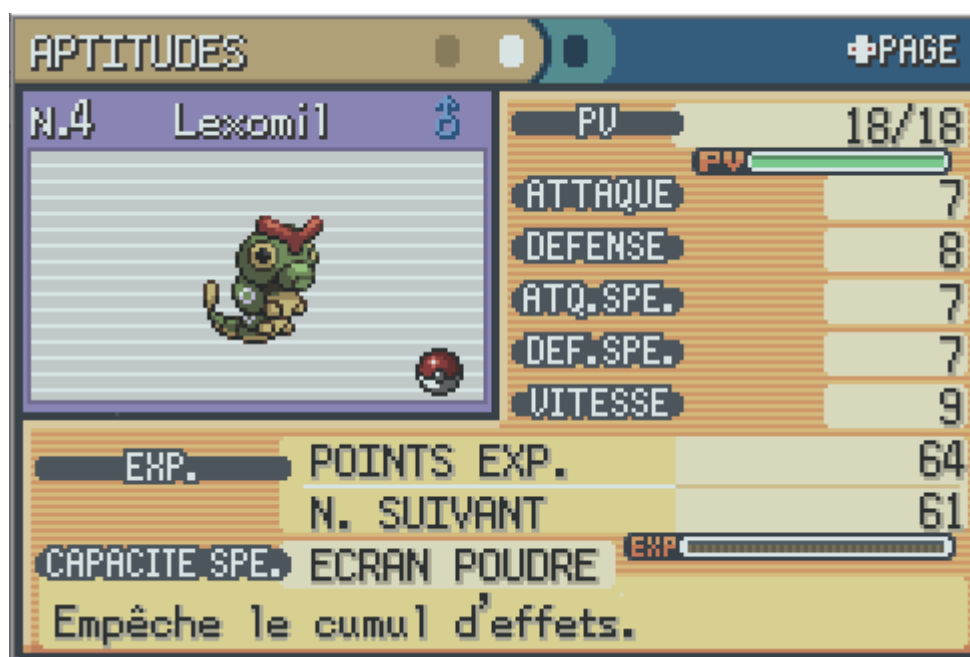 APTITUDES PAGE
N.4 Lexomil ♂
PV 18/18
PV
ATTAQUE 7
DEFENSE 8
ATQ.SPE. 7
DEF.SPE. 7
VITESSE 9
EXP. POINTS EXP. 64
N. SUIVANT 61
EXP
CAPACITE SPE. ECRAN POUDRE
Empêche le cumul d'effets.